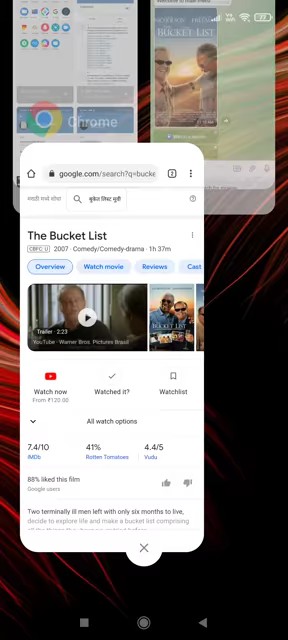 BUCKET LIST
Chrome
google.com/search?q=bucke
2
मराठी मध्ये शोधा
बुकेत लिस्ट मूवी
The Bucket List
CBFC_U 2007 · Comedy/Comedy-drama · 1h 37m
Overview
Watch movie
Reviews
Cast
Trailer · 2:23
YouTube · Warner Bros. Pictures Brasil
Watch now
From ₹120.00
Watched it?
Watchlist
All watch options
7.4/10
IMDb
41%
Rotten Tomatoes
4.4/5
Vudu
88% liked this film
Google users
Two terminally ill men left with only six months to live,
decide to explore life and make a bucket list comprising